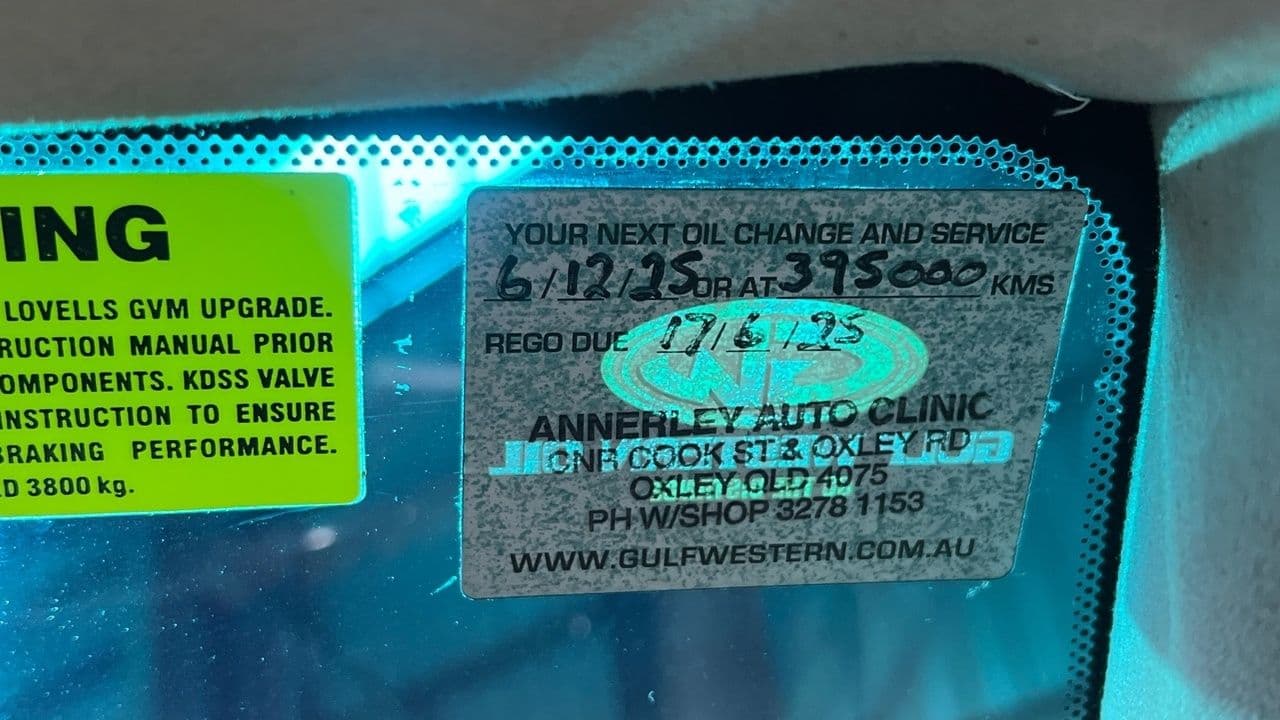 ING
LOVELLS GVM UPGRADE.
RUCTION MANUAL PRIOR
OMPONENTS. KDSS VALVE
INSTRUCTION TO ENSURE
BRAKING PERFORMANCE.
D 3800 kg.
YOUR NEXT OIL CHANGE AND SERVICE
6/12/25 OR AT 395000 KMS
REGO DUE 17/6/25
ANNERLEY AUTO CLINIC
CNR COOK ST & OXLEY RD
OXLEY QLD 4075
PH W/SHOP 3278 1153
WWW.GULFWESTERN.COM.AU